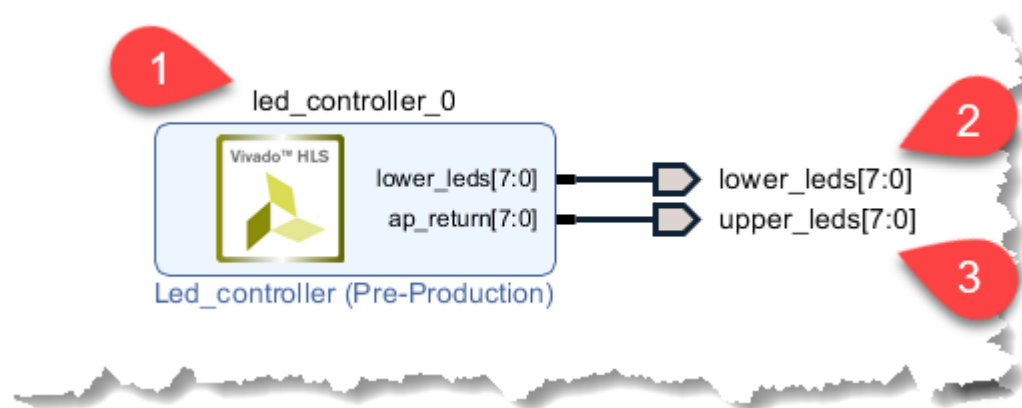 1
led_controller_0
2
Vivado™ HLS
lower_leds[7:0]
lower_leds[7:0]
ap_return[7:0]
upper_leds[7:0]
3
Led_controller (Pre-Production)